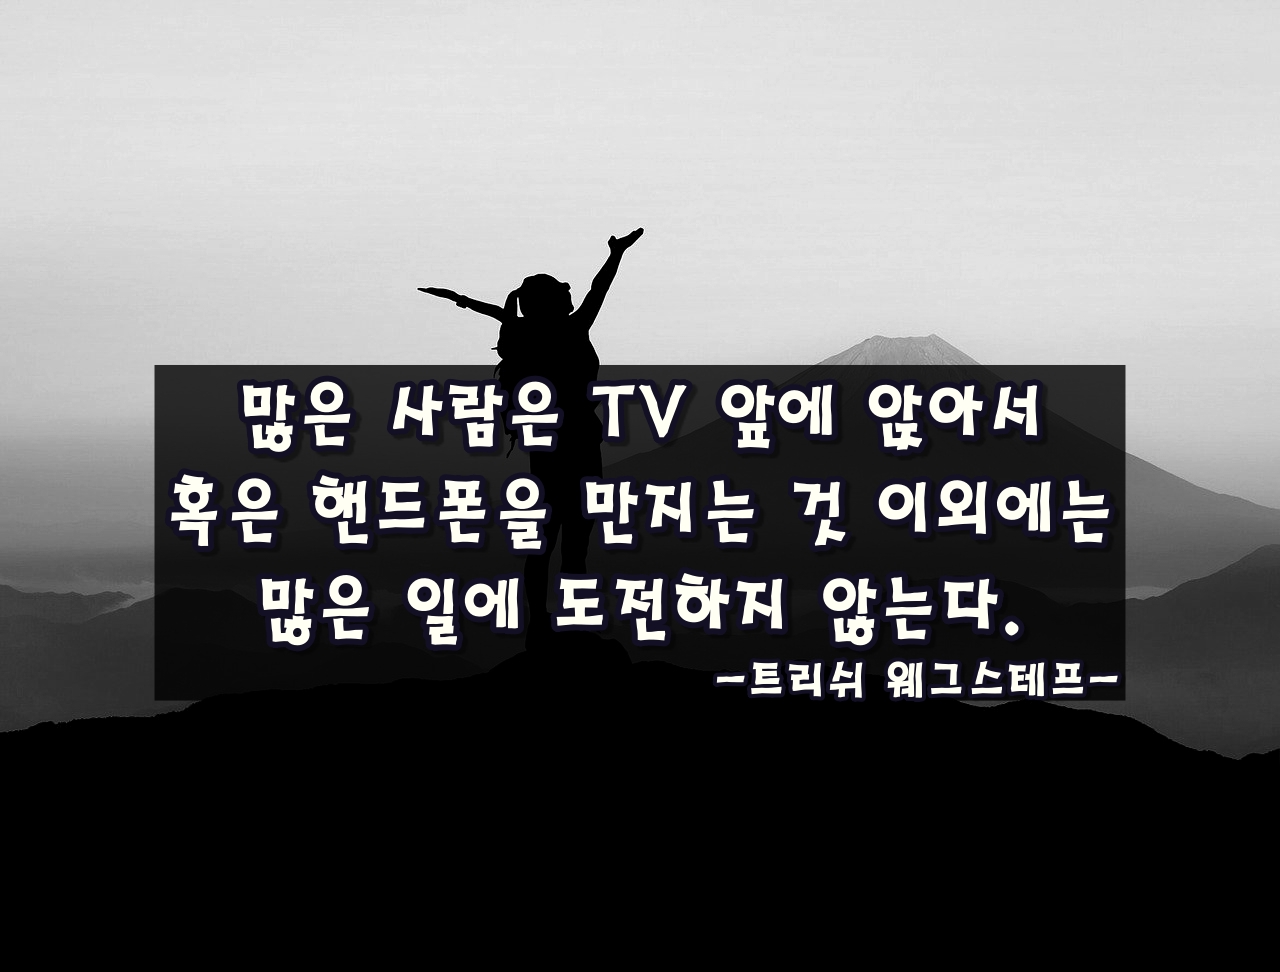 많은 사람은 TV 앞에 앉아서
혹은 핸드폰을 만지는 것 이외에는
많은 일에 도전하지 않는다.
-트리쉬 웨그스테프-